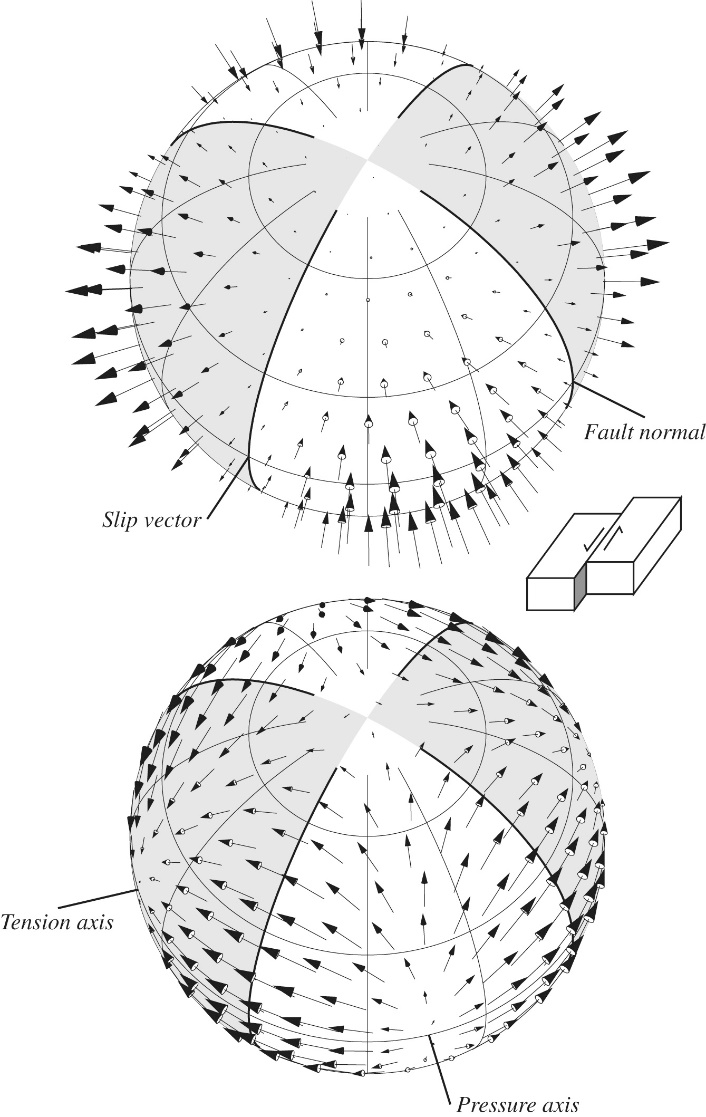 Fault normal
Slip vector
Tension axis
Pressure axis